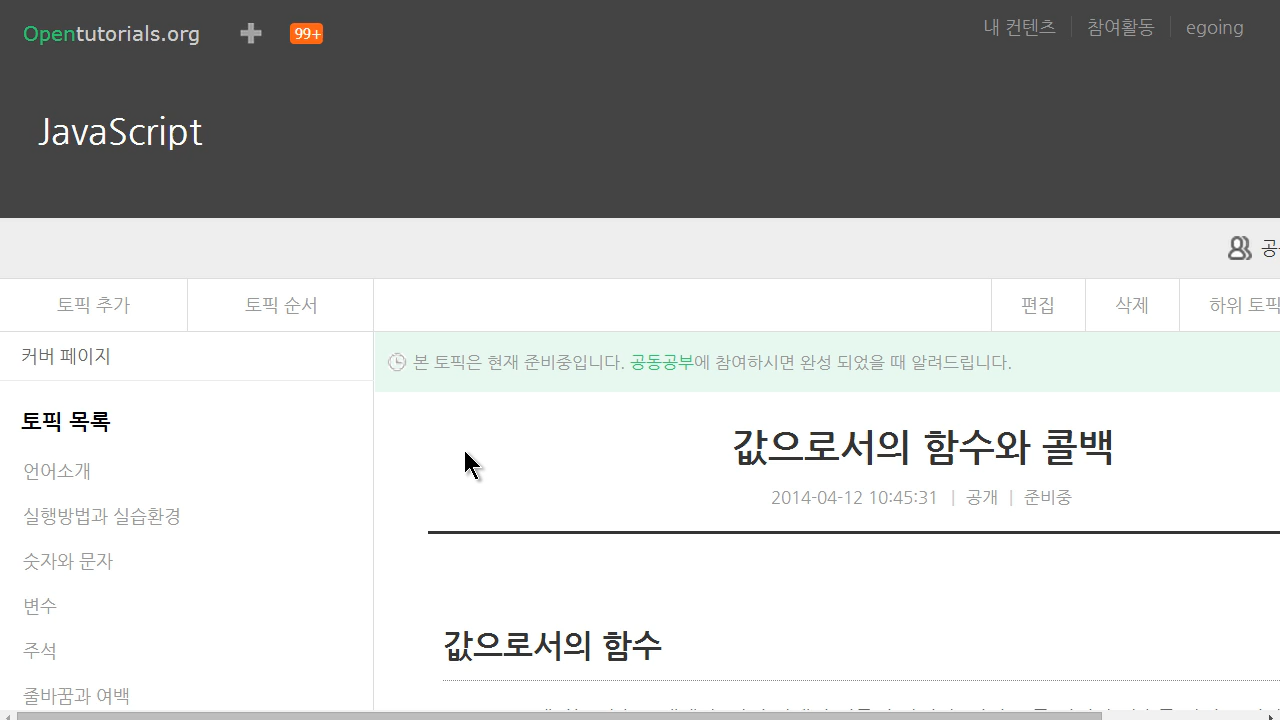 Opentutorials.org 99+ 내 컨텐츠 참여활동 egoing
JavaScript
토픽 추가 토픽 순서 편집 삭제 하위 토픽
커버 페이지
본 토픽은 현재 준비중입니다. 공동공부에 참여하시면 완성 되었을 때 알려드립니다.
토픽 목록
언어소개
실행방법과 실습환경
숫자와 문자
변수
주석
줄바꿈과 여백
값으로서의 함수와 콜백
2014-04-12 10:45:31 | 공개 | 준비중
값으로서의 함수